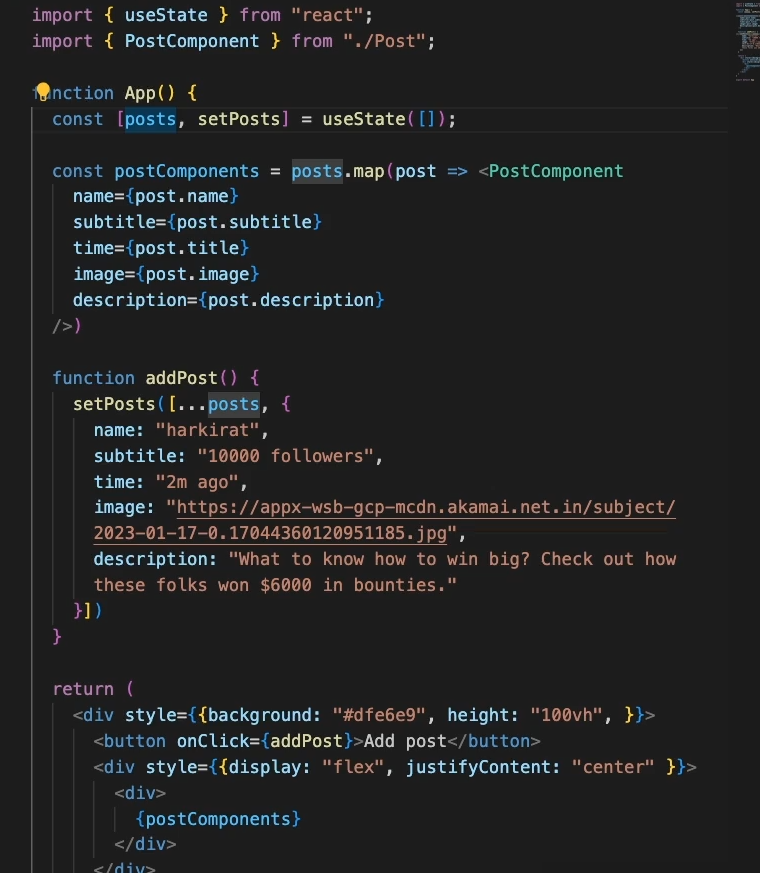 import { useState } from "react";
import { PostComponent } from "./Post";
function App() {
const [posts, setPosts] = useState([]);
const postComponents = posts.map(post => <PostComponent
name={post.name}
subtitle={post.subtitle}
time={post.title}
image={post.image}
description={post.description}
/>)
function addPost() {
setPosts([...posts, {
name: "harkirat",
subtitle: "10000 followers",
time: "2m ago",
image: "https://appx-wsb-gcp-mcdn.akamai.net.in/subject/
2023-01-17-0.17044360120951185.jpg",
description: "What to know how to win big? Check out how
these folks won $6000 in bounties."
}])
}
return (
<div style={{background: "#dfe6e9", height: "100vh", }}>
<button onClick={addPost}>Add post</button>
<div style={{display: "flex", justifyContent: "center" }}>
<div>
{postComponents}
</div>
</div>